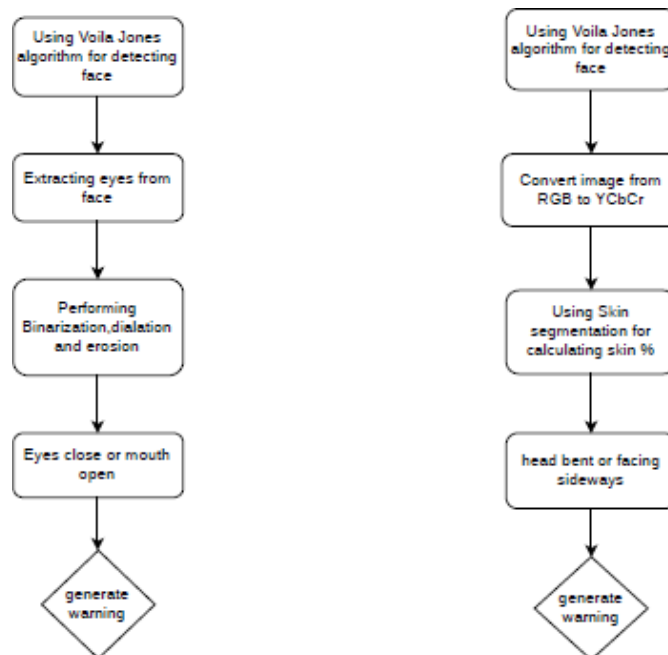 Using Voila Jones
algorithm for detecting
face
Extracting eyes from
face
Performing
Binarization,dialation
and erosion
Eyes close or mouth
open
generate
warning
Using Voila Jones
algorithm for detecting
face
Convert image from
RGB to YCbCr
Using Skin
segmentation for
calculating skin %
head bent or facing
sideways
generate
warning